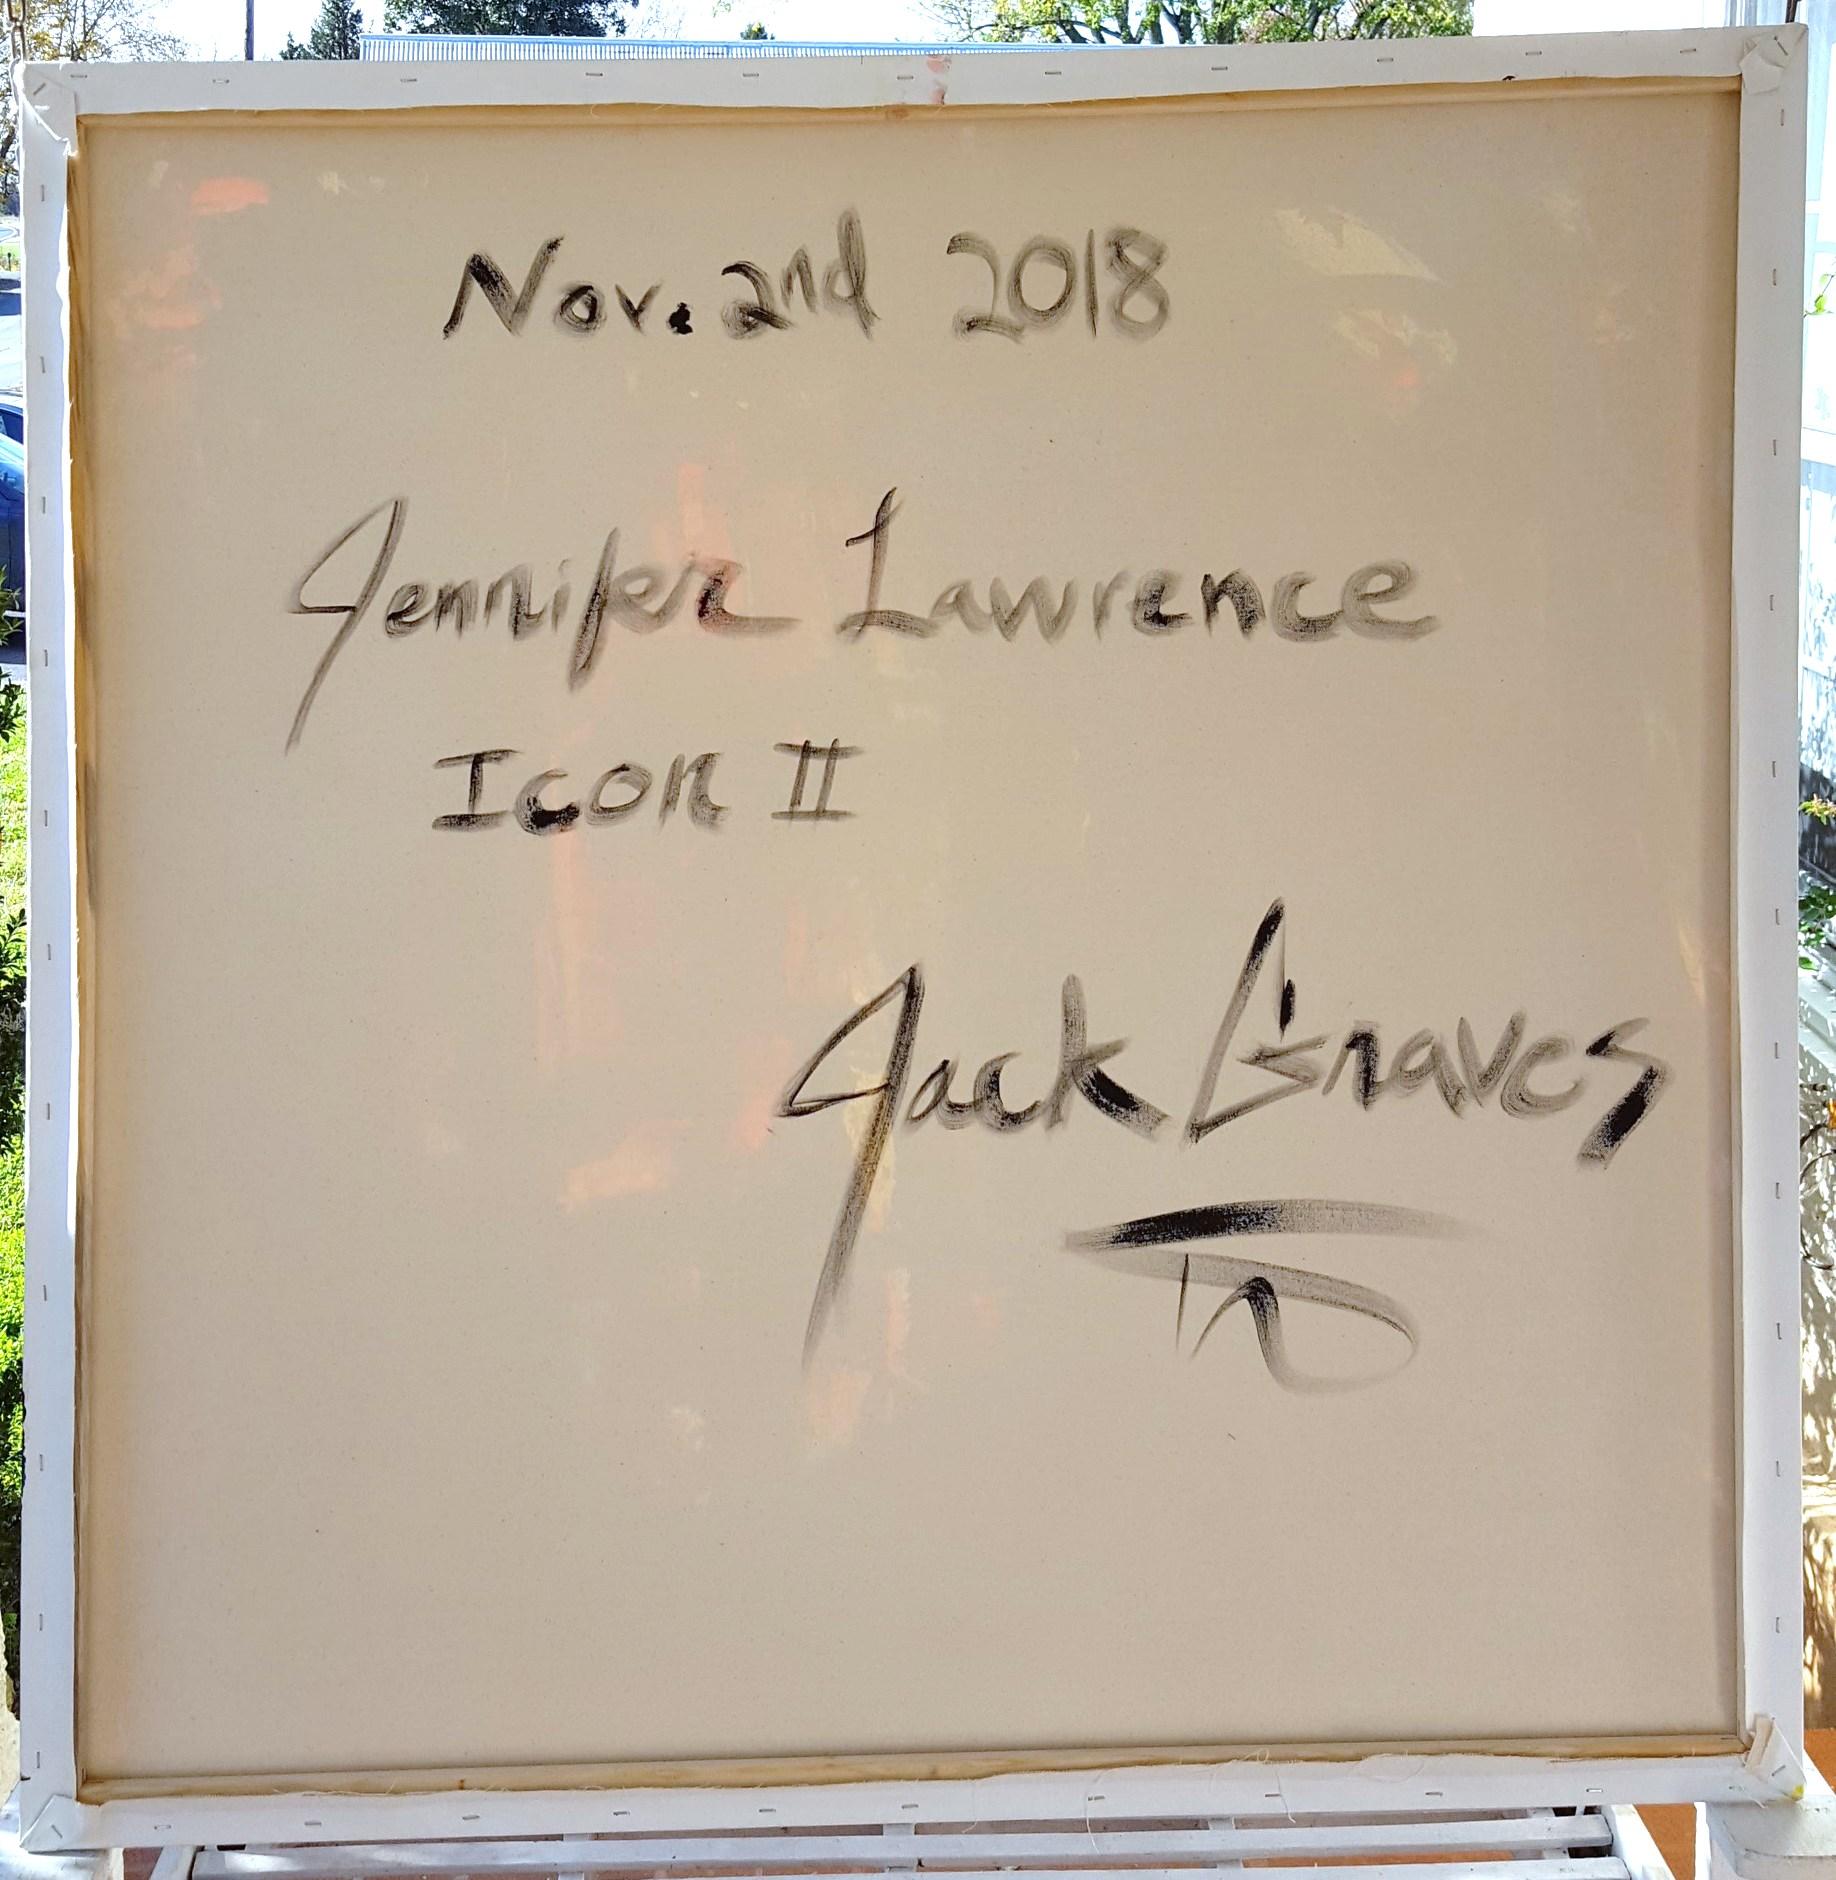 Nov. 2nd 2018
Jennifer Lawrence
Icon II
Jack Graves